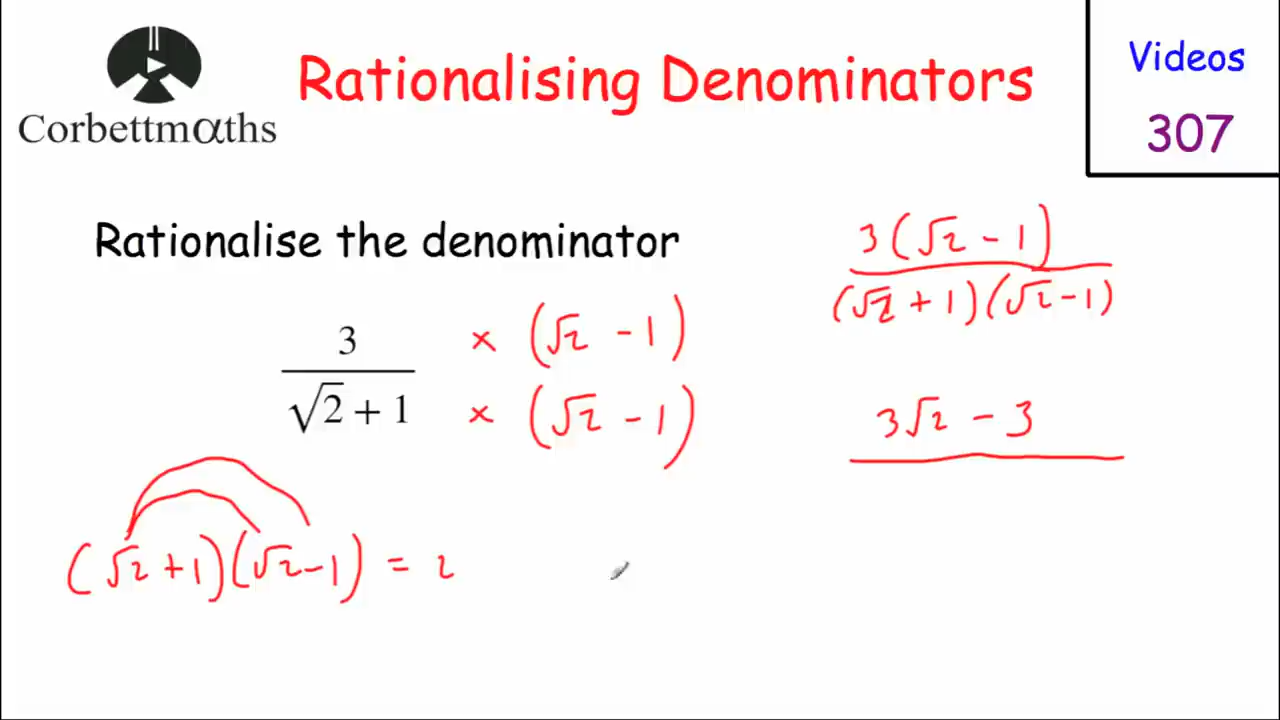 Corbettmαths
Rationalising Denominators
Videos
307
Rationalise the denominator
3 × (√2 - 1)
√2 + 1 × (√2 - 1)
3(√2 - 1)
(√2 + 1)(√2 - 1)
3√2 - 3
(√2 + 1)(√2 - 1) = 2